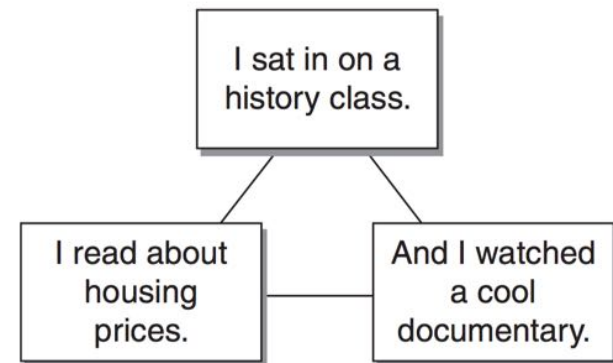 I sat in on a
history class.
I read about
housing
prices.
And I watched
a cool
documentary.